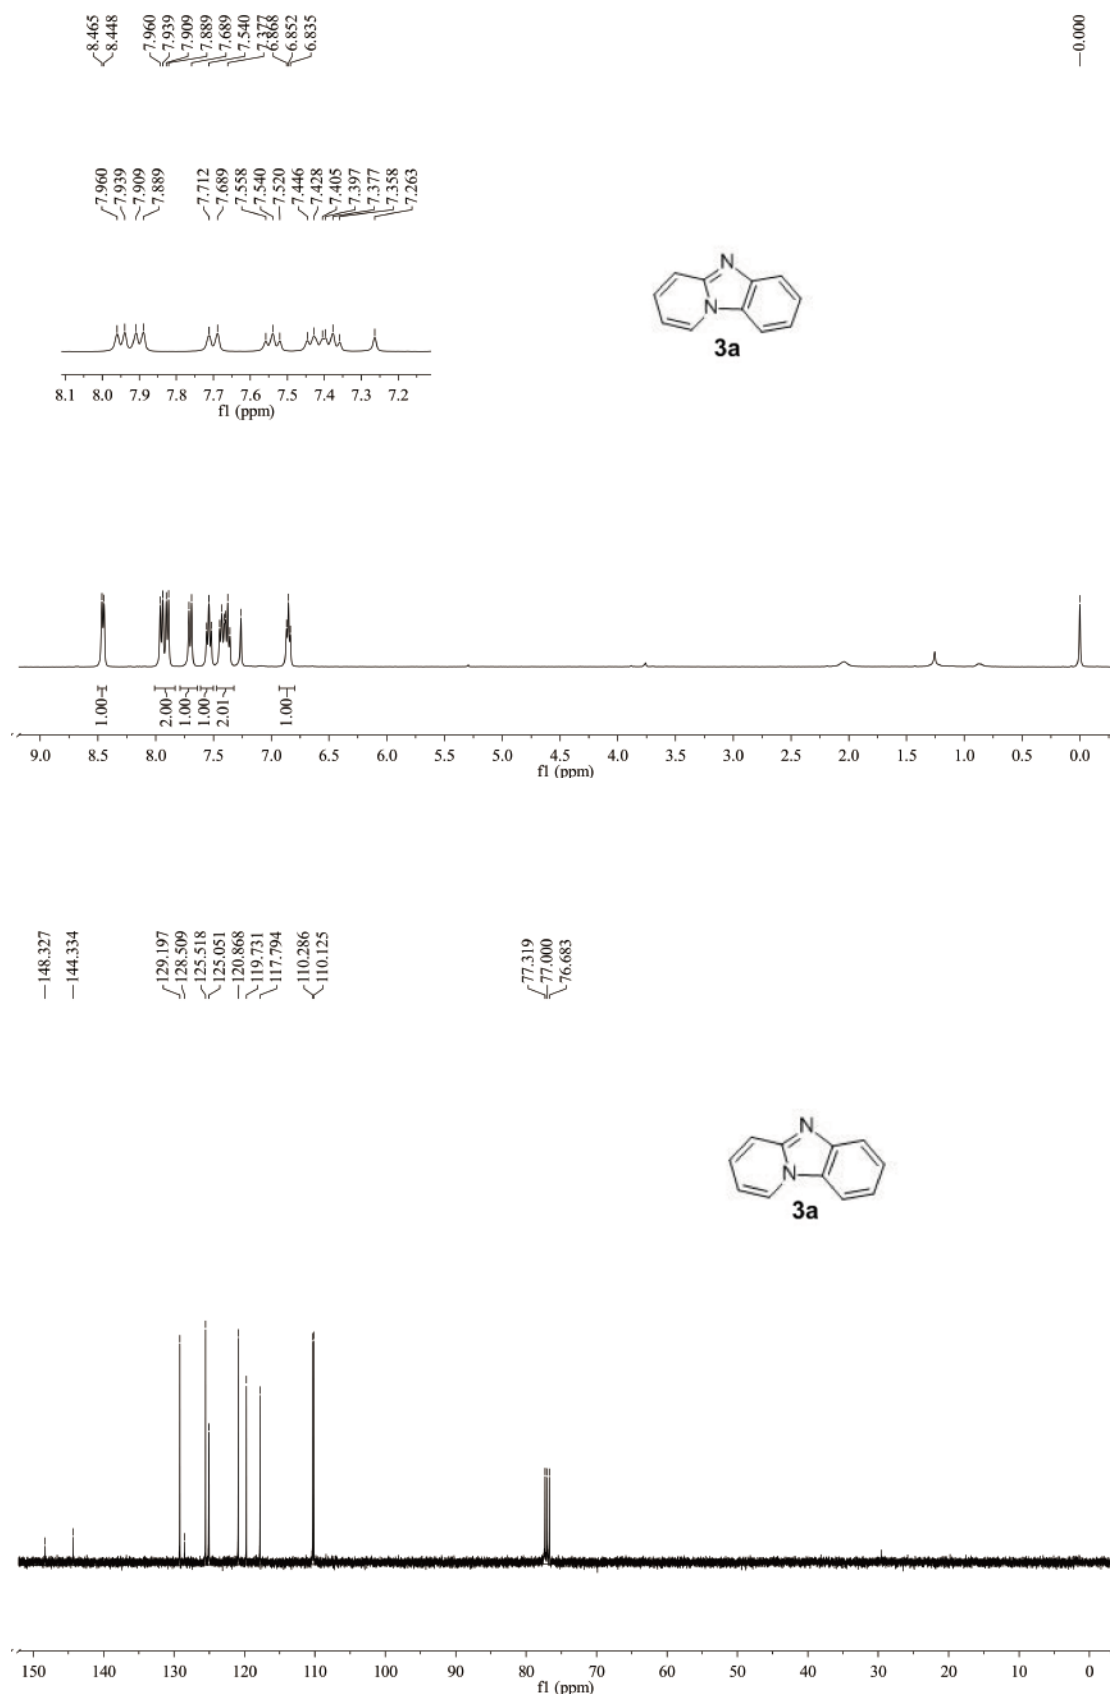 8.465 8.448 7.960 7.939 7.909 7.889 7.689 7.540 7.377 6.868 6.852 6.835 0.000
7.960 7.939 7.909 7.889 7.712 7.689 7.558 7.540 7.520 7.446 7.428 7.405 7.397 7.377 7.358 7.263
N
N
3a
8.1 8.0 7.9 7.8 7.7 7.6 7.5 7.4 7.3 7.2
f1 (ppm)
1.00 2.00 1.00 1.00 2.01 1.00
9.0 8.5 8.0 7.5 7.0 6.5 6.0 5.5 5.0 4.5 4.0 3.5 3.0 2.5 2.0 1.5 1.0 0.5 0.0
f1 (ppm)
148.327 144.334 129.197 128.509 125.518 125.051 120.868 119.731 117.794 110.286 110.125 77.319 77.000 76.683
N
N
3a
150 140 130 120 110 100 90 80 70 60 50 40 30 20 10 0
f1 (ppm)